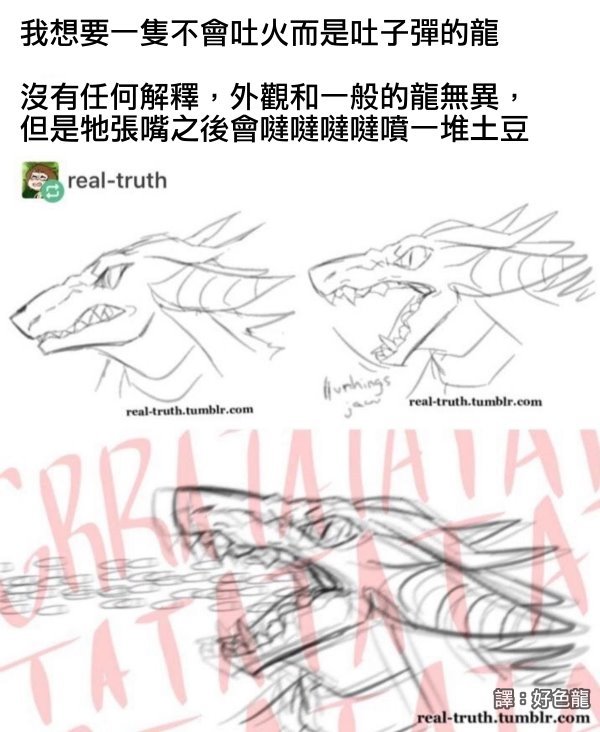 我想要一隻不會吐火而是吐子彈的龍
沒有任何解釋，外觀和一般的龍無異，
但是牠張嘴之後會噠噠噠噠噴一堆土豆
real-truth
real-truth.tumblr.com
*unhings
jaw*
real-truth.tumblr.com
BRRATATATA
TATATATA
譯：好色龍
real-truth.tumblr.com